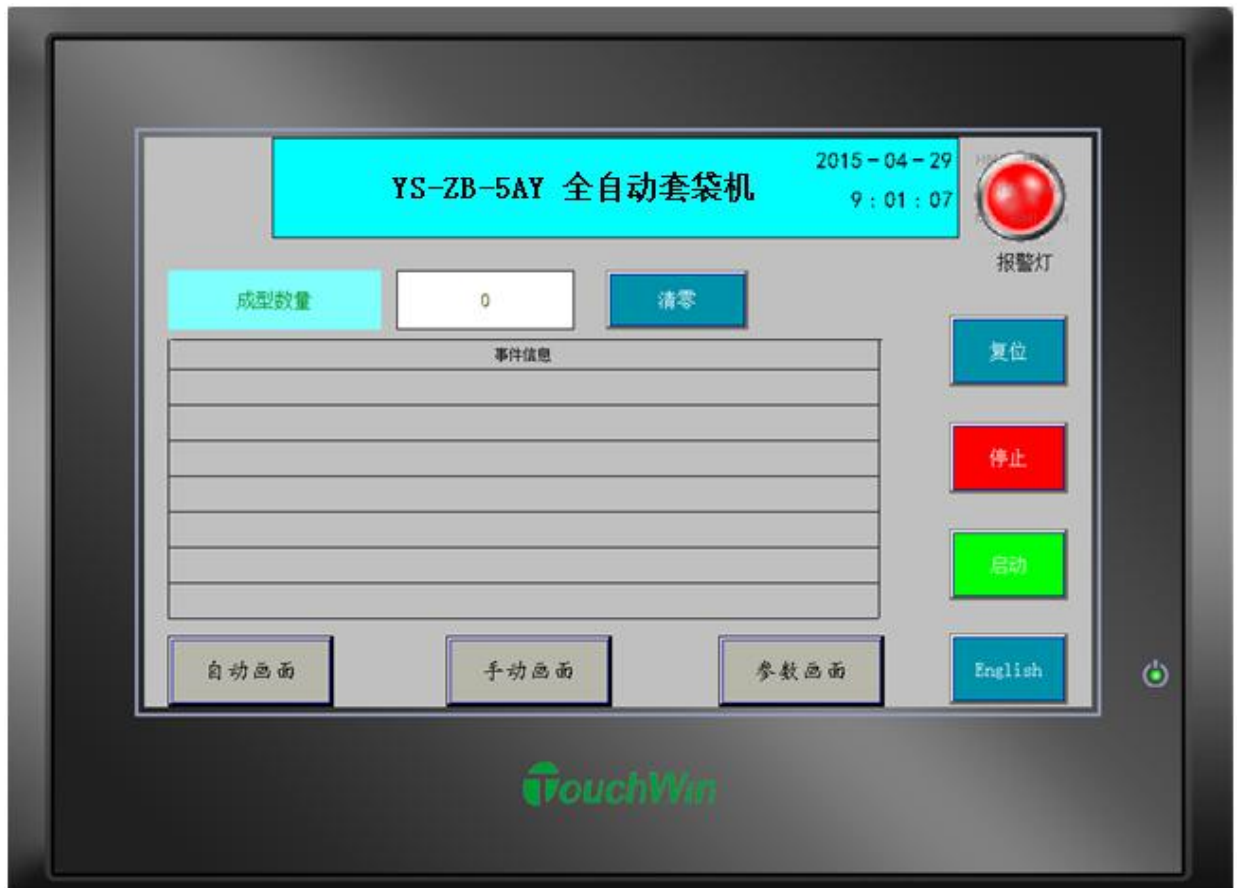 YS-ZB-5AY 全自动套袋机
2015-04-29
9:01:07
报警灯
成型数量
0
清零
事件信息
复位
停止
启动
自动画面
手动画面
参数画面
English
TouchWin